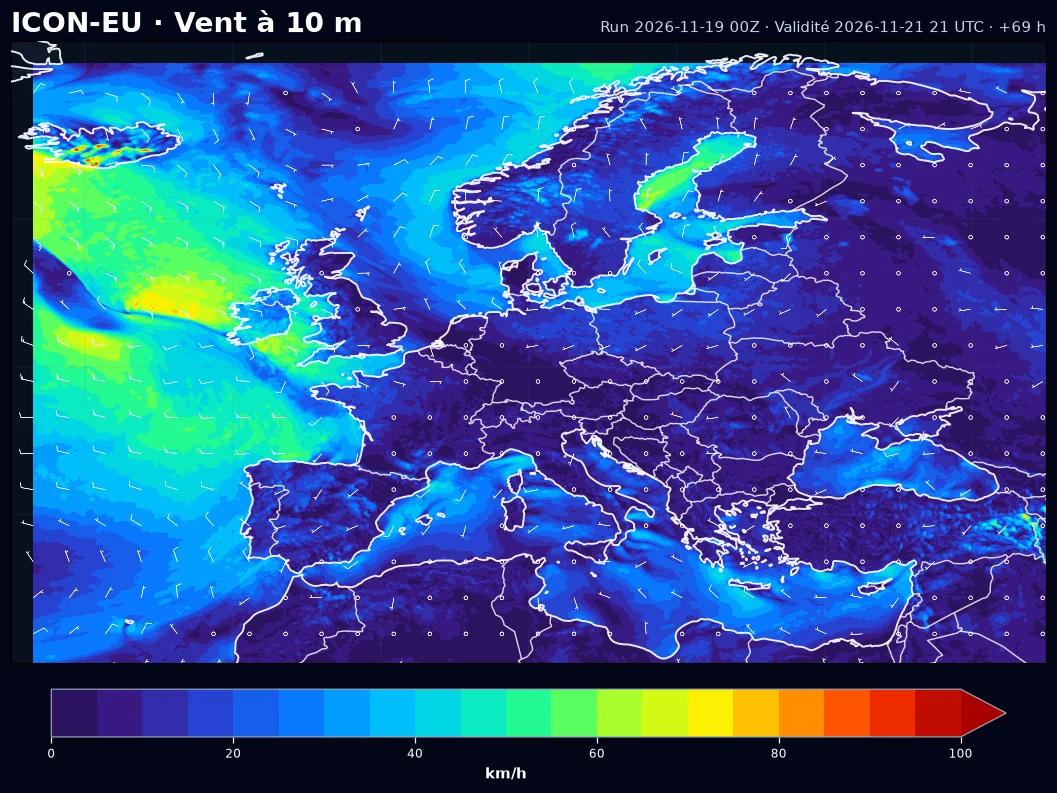 ICON-EU · Vent à 10 m
Run 2026-11-19 00Z · Validité 2026-11-21 21 UTC · +69 h
0 20 40 60 80 100
km/h